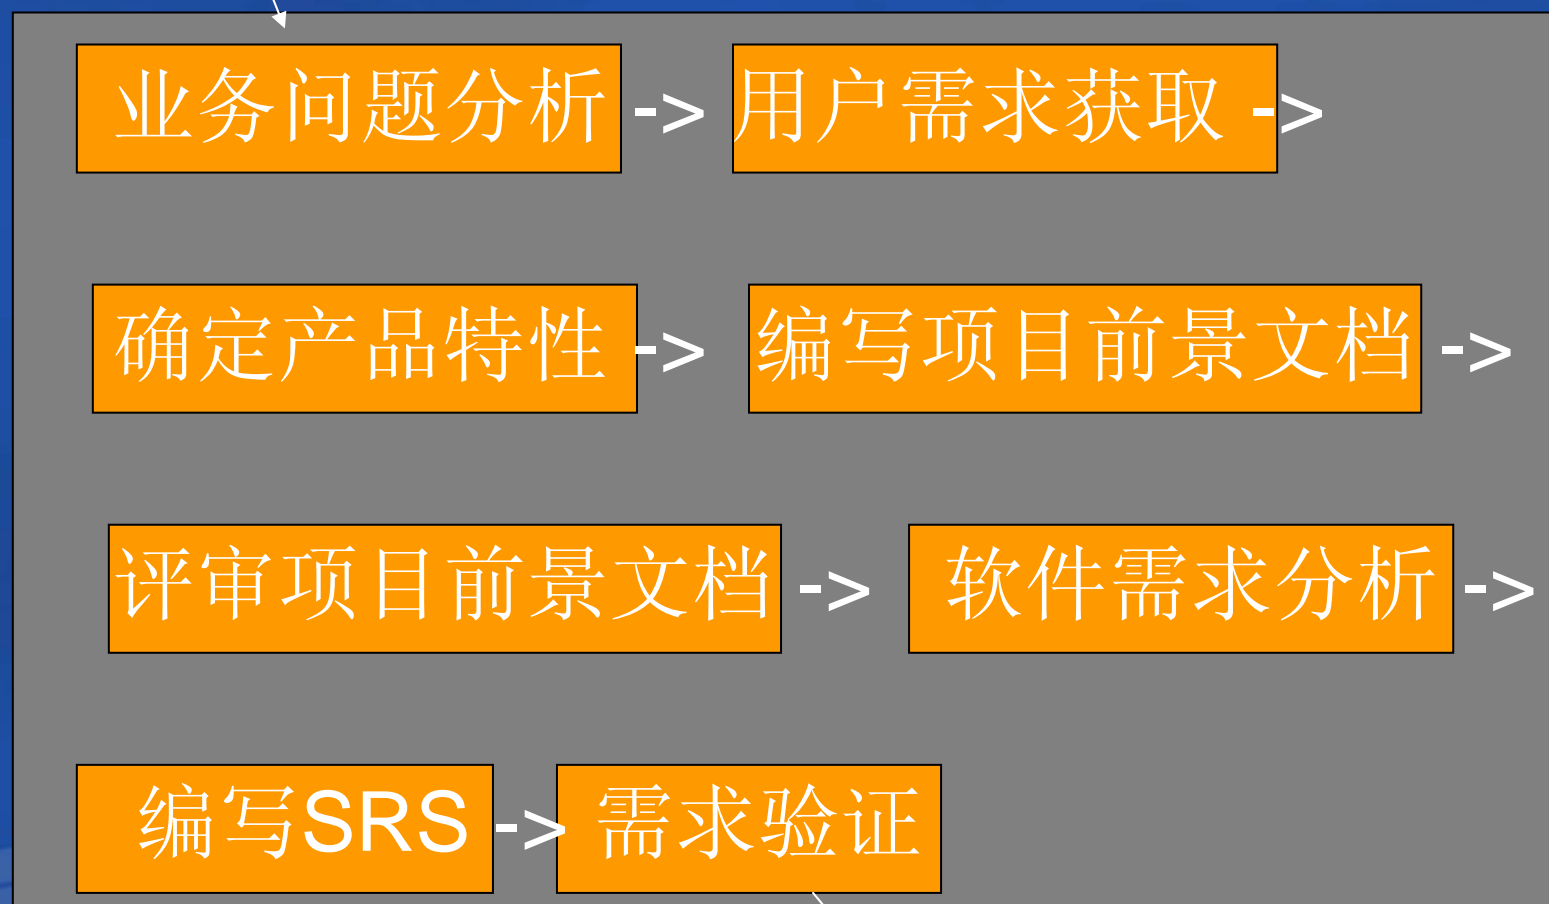 业务问题分析 -> 用户需求获取 ->
确定产品特性 -> 编写项目前景文档 ->
评审项目前景文档 -> 软件需求分析 ->
编写SRS -> 需求验证